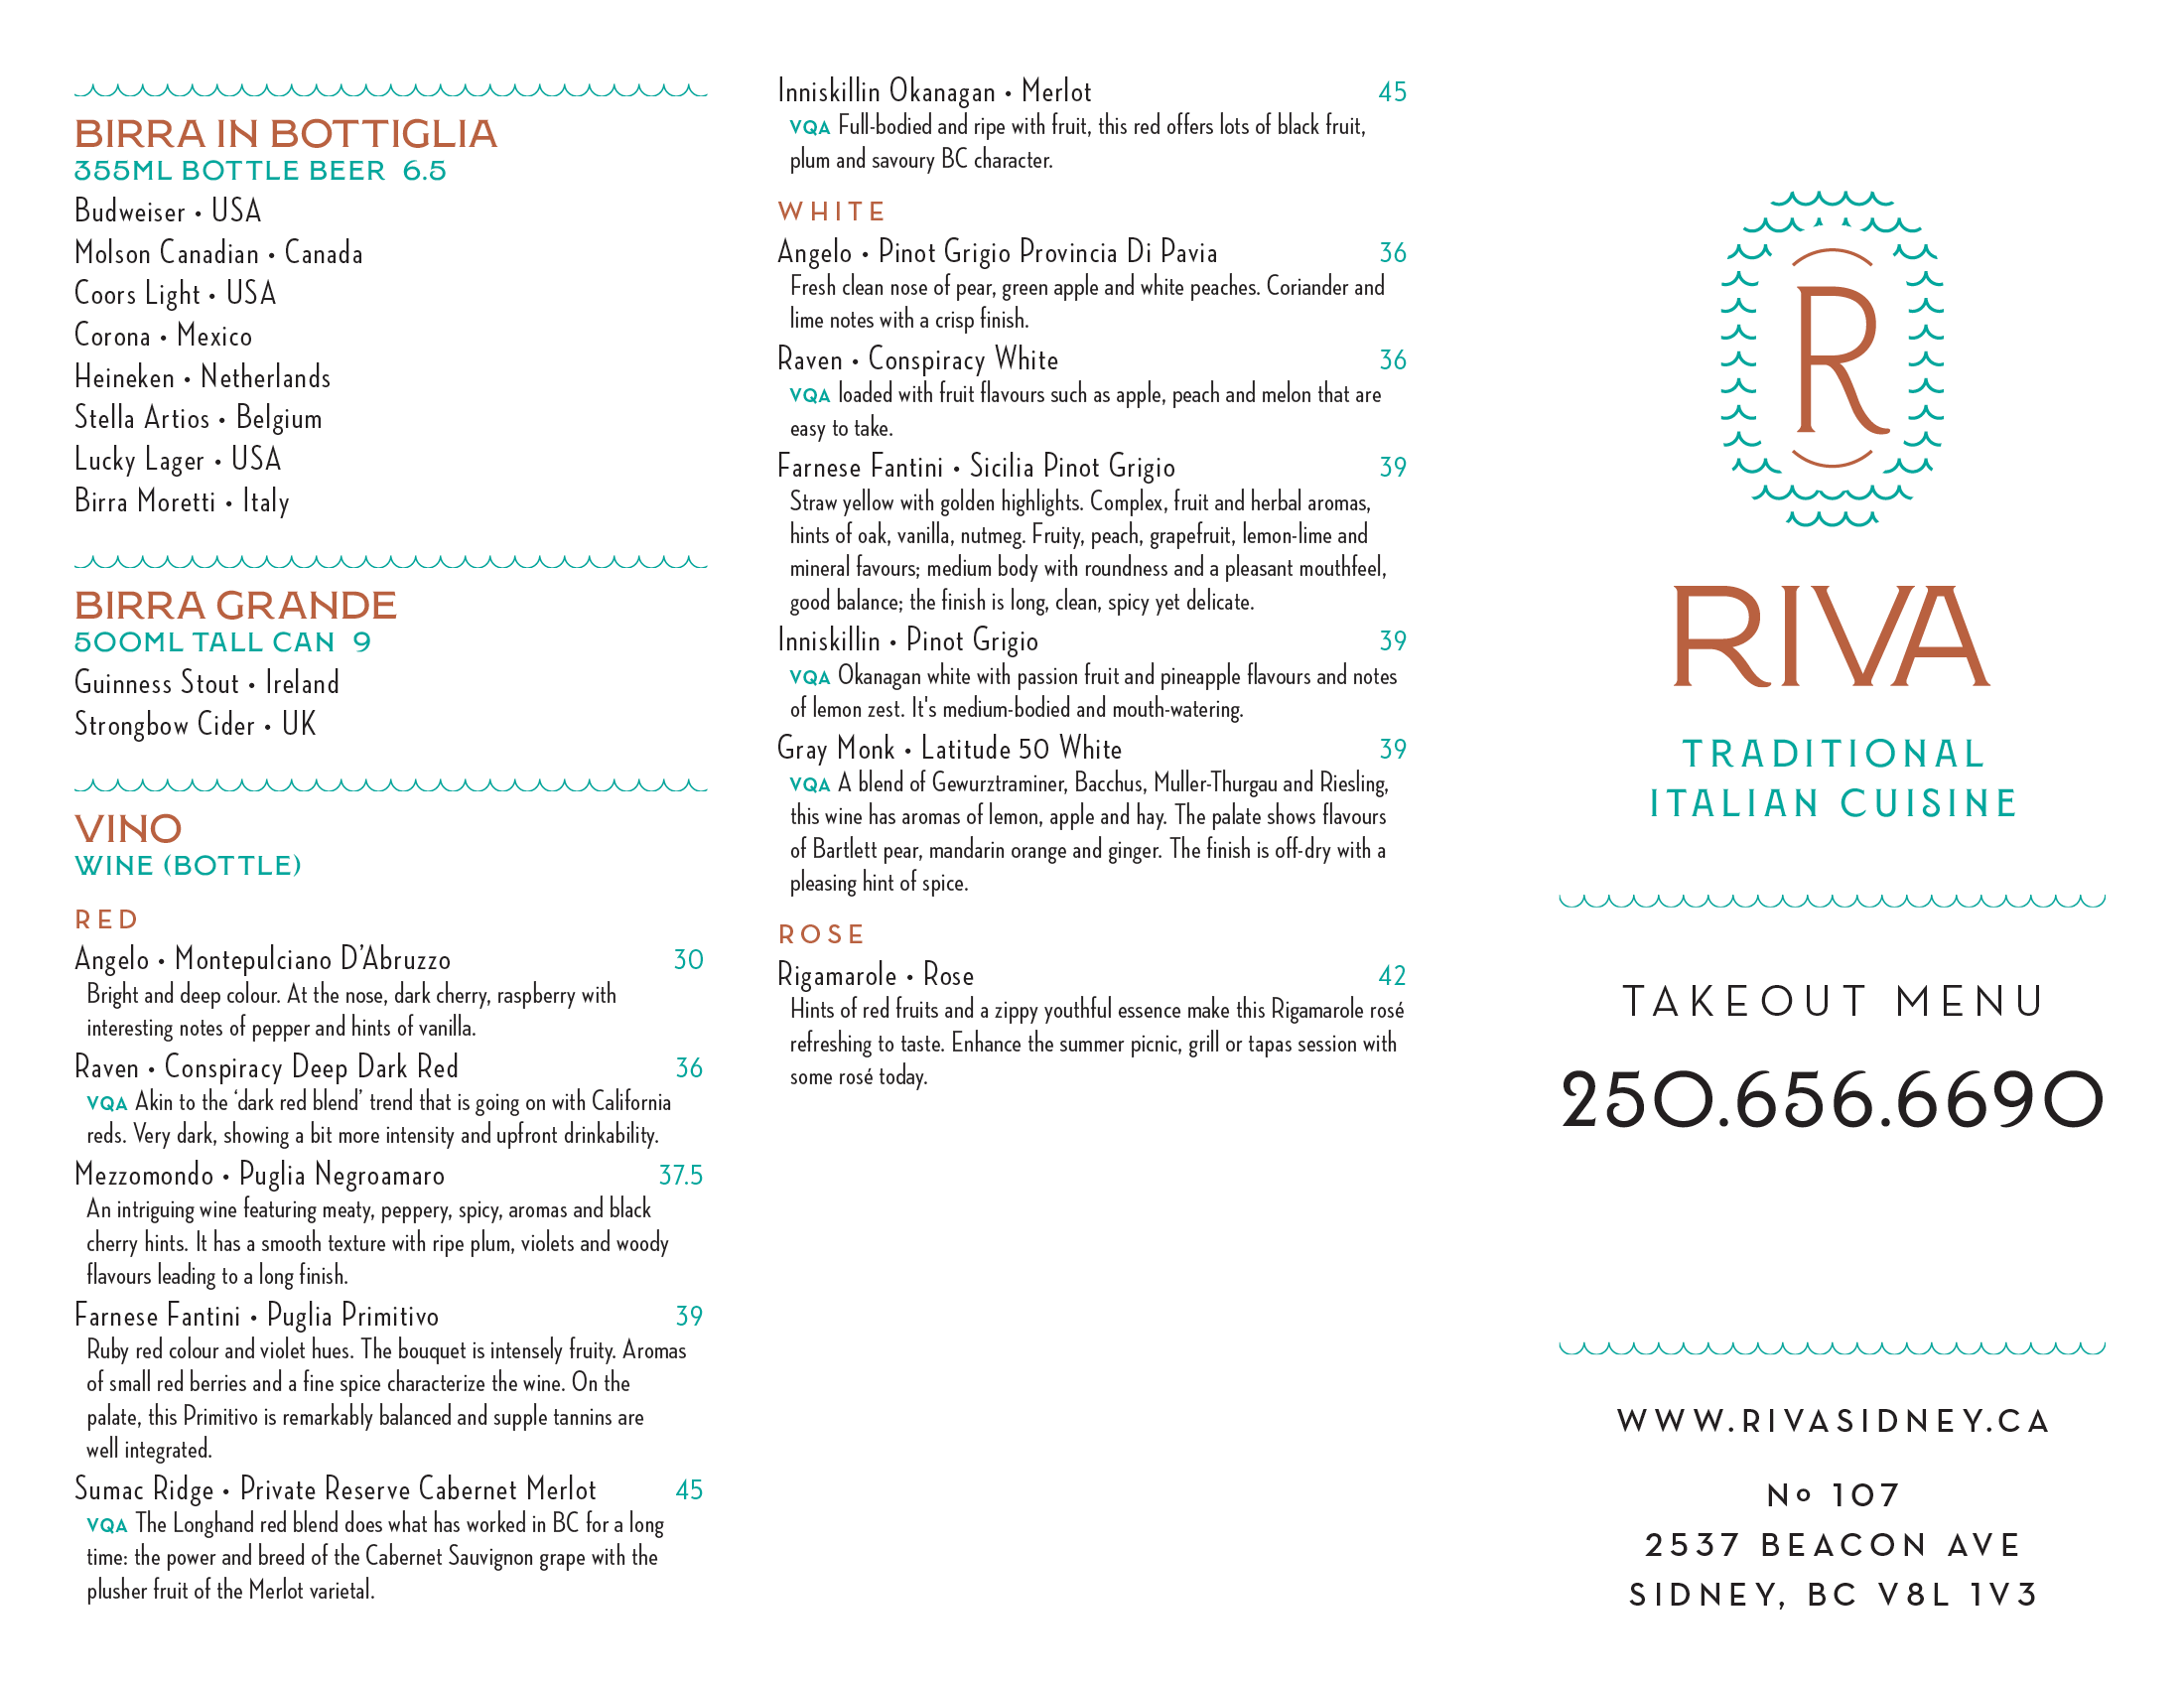 BIRRA IN BOTTIGLIA
355ML BOTTLE BEER 6.5
Budweiser • USA
Molson Canadian • Canada
Coors Light • USA
Corona • Mexico
Heineken • Netherlands
Stella Artios • Belgium
Lucky Lager • USA
Birra Moretti • Italy
BIRRA GRANDE
500ML TALL CAN 9
Guinness Stout • Ireland
Strongbow Cider • UK
VINO
WINE (BOTTLE)
RED
Angelo • Montepulciano D’Abruzzo 30
Bright and deep colour. At the nose, dark cherry, raspberry with
interesting notes of pepper and hints of vanilla.
Raven • Conspiracy Deep Dark Red 36
VQA Akin to the ‘dark red blend’ trend that is going on with California
reds. Very dark, showing a bit more intensity and upfront drinkability.
Mezzomondo • Puglia Negroamaro 37.5
An intriguing wine featuring meaty, peppery, spicy, aromas and black
cherry hints. It has a smooth texture with ripe plum, violets and woody
flavours leading to a long finish.
Farnese Fantini • Puglia Primitivo 39
Ruby red colour and violet hues. The bouquet is intensely fruity. Aromas
of small red berries and a fine spice characterize the wine. On the
palate, this Primitivo is remarkably balanced and supple tannins are
well integrated.
Sumac Ridge • Private Reserve Cabernet Merlot 45
VQA The Longhand red blend does what has worked in BC for a long
time: the power and breed of the Cabernet Sauvignon grape with the
plusher fruit of the Merlot varietal.
Inniskillin Okanagan • Merlot 45
VQA Full-bodied and ripe with fruit, this red offers lots of black fruit,
plum and savoury BC character.
WHITE
Angelo • Pinot Grigio Provincia Di Pavia 36
Fresh clean nose of pear, green apple and white peaches. Coriander and
lime notes with a crisp finish.
Raven • Conspiracy White 36
VQA loaded with fruit flavours such as apple, peach and melon that are
easy to take.
Farnese Fantini • Sicilia Pinot Grigio 39
Straw yellow with golden highlights. Complex, fruit and herbal aromas,
hints of oak, vanilla, nutmeg. Fruity, peach, grapefruit, lemon-lime and
mineral favours; medium body with roundness and a pleasant mouthfeel,
good balance; the finish is long, clean, spicy yet delicate.
Inniskillin • Pinot Grigio 39
VQA Okanagan white with passion fruit and pineapple flavours and notes
of lemon zest. It's medium-bodied and mouth-watering.
Gray Monk • Latitude 50 White 39
VQA A blend of Gewurztraminer, Bacchus, Muller-Thurgau and Riesling,
this wine has aromas of lemon, apple and hay. The palate shows flavours
of Bartlett pear, mandarin orange and ginger. The finish is off-dry with a
pleasing hint of spice.
ROSE
Rigamarole • Rose 42
Hints of red fruits and a zippy youthful essence make this Rigamarole rosé
refreshing to taste. Enhance the summer picnic, grill or tapas session with
some rosé today.
R
RIVA
TRADITIONAL
ITALIAN CUISINE
TAKEOUT MENU
250.656.6690
WWW.RIVASIDNEY.CA
Nº 107
2537 BEACON AVE
SIDNEY, BC V8L 1V3